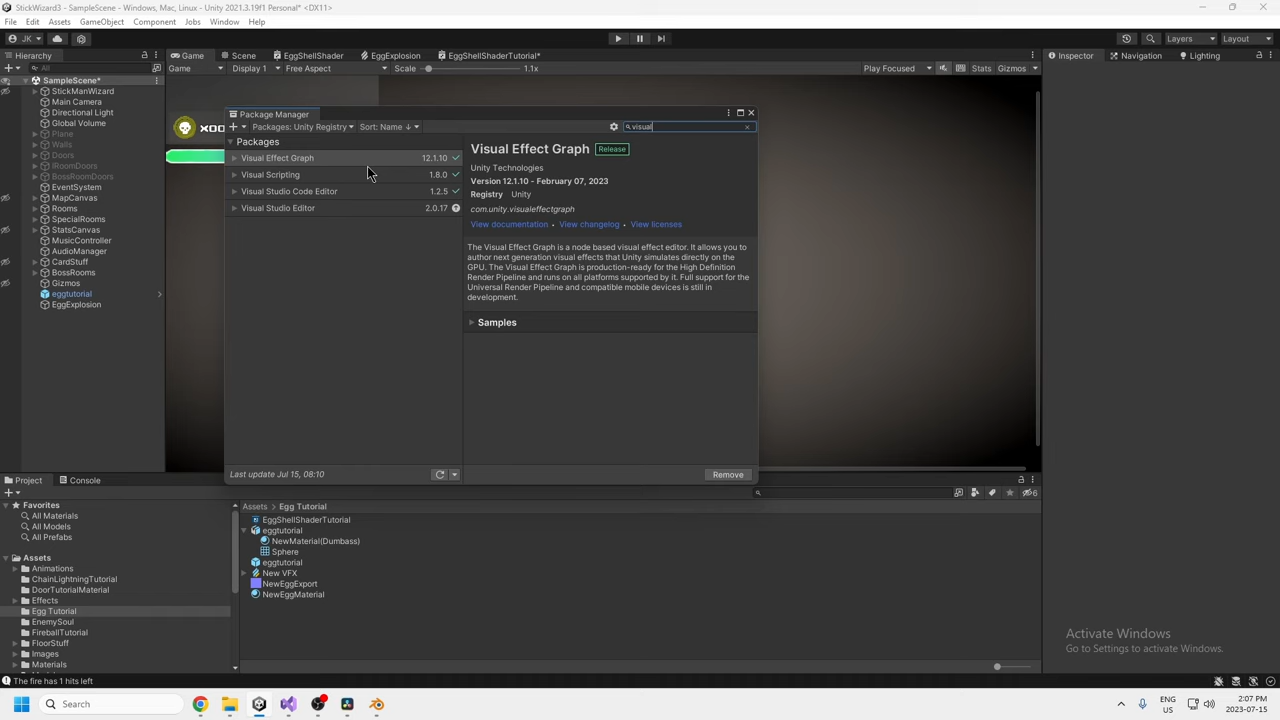 StickWizard3 - SampleScene - Windows, Mac, Linux - Unity 2021.3.19f1 Personal* <DX11>
File Edit Assets GameObject Component Jobs Window Help
JK
Layers
Layout
Hierarchy
Game
Scene
EggShellShader
EggExplosion
EggShellShaderTutorial*
Inspector
Navigation
Lighting
All
Game
Display 1
Free Aspect
Scale
1.1x
Play Focused
Stats
Gizmos
SampleScene*
StickManWizard
Main Camera
Directional Light
Global Volume
Plane
Walls
Doors
IRoomDoors
BossRoomDoors
EventSystem
MapCanvas
Rooms
SpecialRooms
StatsCanvas
MusicController
AudioManager
CardStuff
BossRooms
Gizmos
eggtutorial
EggExplosion
Package Manager
Packages: Unity Registry
Sort: Name ↓
visual
Packages
Visual Effect Graph 12.1.10
Visual Scripting 1.8.0
Visual Studio Code Editor 1.2.5
Visual Studio Editor 2.0.17
Last update Jul 15, 08:10
Visual Effect Graph Release
Unity Technologies
Version 12.1.10 - February 07, 2023
Registry Unity
com.unity.visualeffectgraph
View documentation • View changelog • View licenses
The Visual Effect Graph is a node based visual effect editor. It allows you to
author next generation visual effects that Unity simulates directly on the
GPU. The Visual Effect Graph is production-ready for the High Definition
Render Pipeline and runs on all platforms supported by it. Full support for the
Universal Render Pipeline and compatible mobile devices is still in
development.
Samples
Remove
Project
Console
6
Favorites
All Materials
All Models
All Prefabs
Assets
Animations
ChainLightningTutorial
DoorTutorialMaterial
Effects
Egg Tutorial
EnemySoul
FireballTutorial
FloorStuff
Images
Materials
Assets > Egg Tutorial
EggShellShaderTutorial
eggtutorial
NewMaterial(Dumbass)
Sphere
eggtutorial
New VFX
NewEggExport
NewEggMaterial
Activate Windows
Go to Settings to activate Windows.
The fire has 1 hits left
Search
ENG
US
2:07 PM
2023-07-15